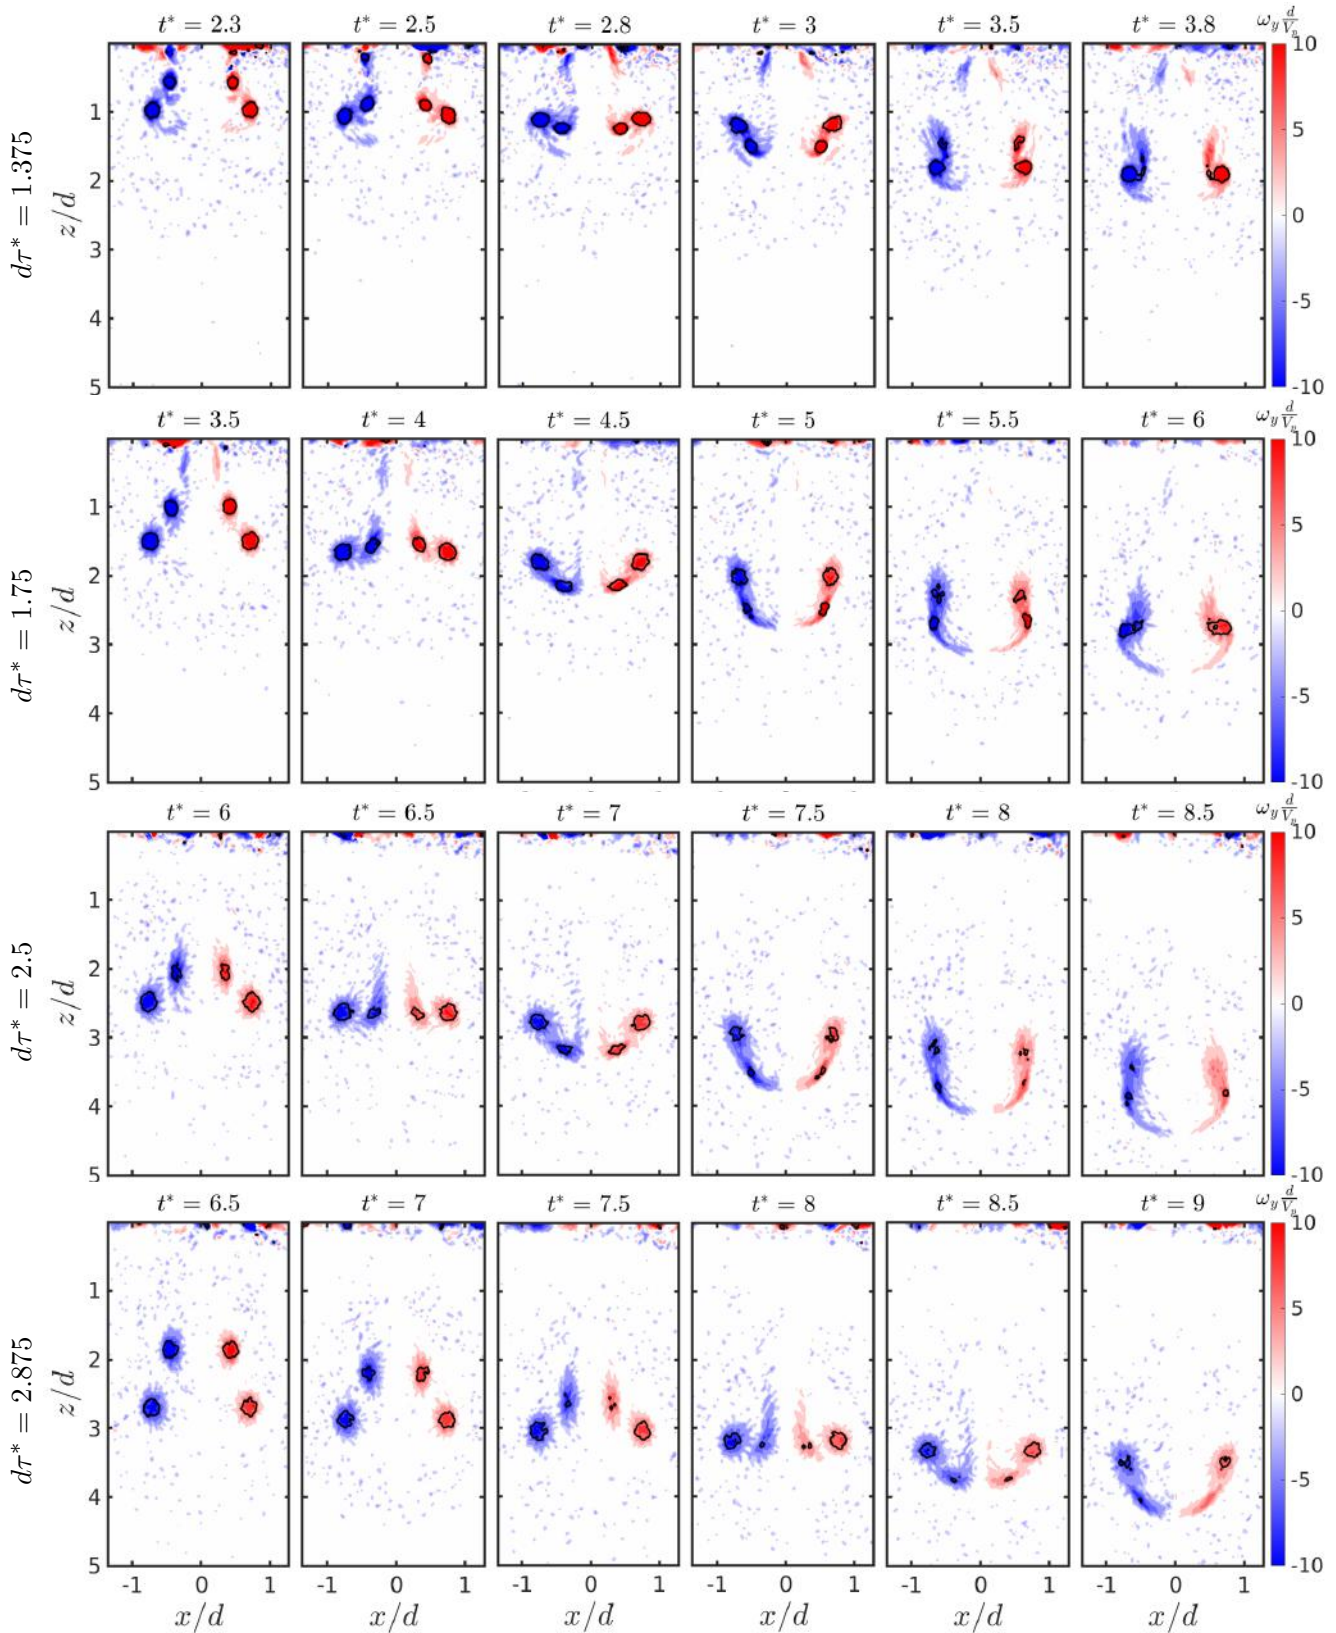 t* = 2.3 t* = 2.5 t* = 2.8 t* = 3 t* = 3.5 t* = 3.8 ω_y d/V_p
dτ* = 1.375
z/d
1
2
3
4
5
10
5
0
-5
-10
t* = 3.5 t* = 4 t* = 4.5 t* = 5 t* = 5.5 t* = 6 ω_y d/V_p
dτ* = 1.75
z/d
1
2
3
4
5
10
5
0
-5
-10
t* = 6 t* = 6.5 t* = 7 t* = 7.5 t* = 8 t* = 8.5 ω_y d/V_p
dτ* = 2.5
z/d
1
2
3
4
5
10
5
0
-5
-10
t* = 6.5 t* = 7 t* = 7.5 t* = 8 t* = 8.5 t* = 9 ω_y d/V_p
dτ* = 2.875
z/d
1
2
3
4
5
10
5
0
-5
-10
-1 0 1 -1 0 1 -1 0 1 -1 0 1 -1 0 1 -1 0 1
x/d x/d x/d x/d x/d x/d